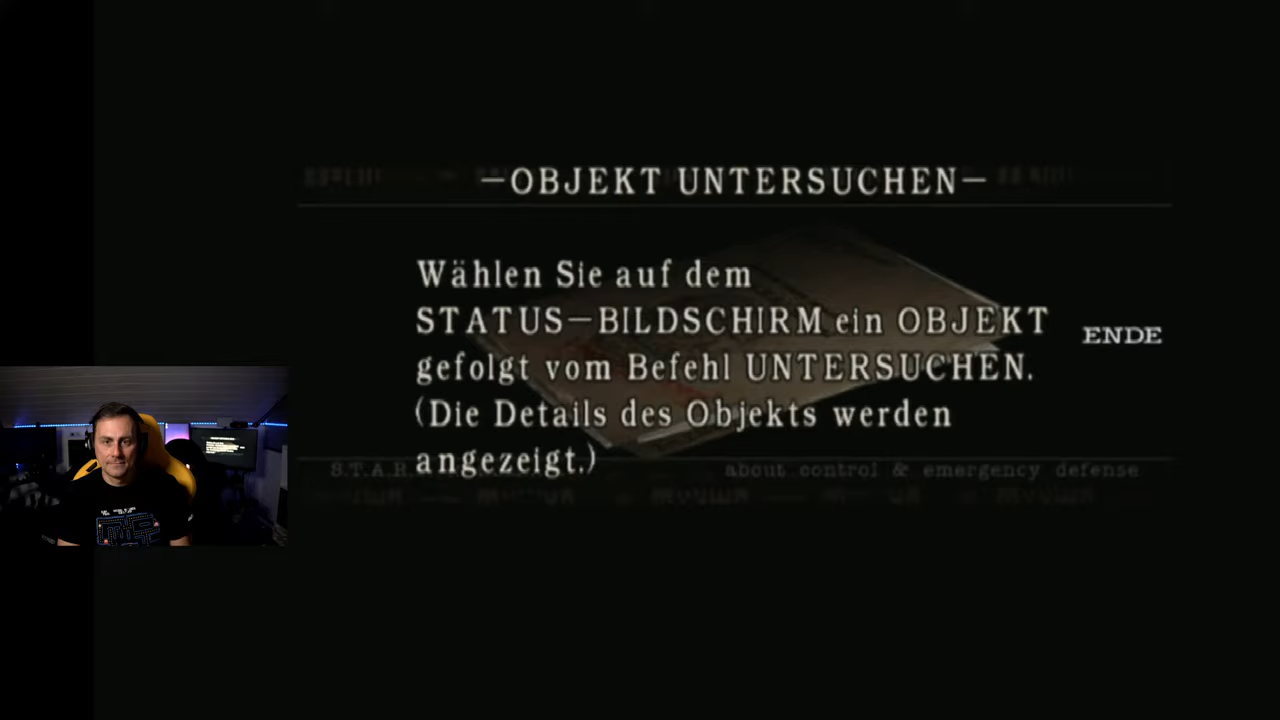 —OBJEKT UNTERSUCHEN—
Wählen Sie auf dem
STATUS—BILDSCHIRM ein OBJEKT
gefolgt vom Befehl UNTERSUCHEN.
(Die Details des Objekts werden
angezeigt.)
ENDE
S.T.A.R.
about control & emergency defense